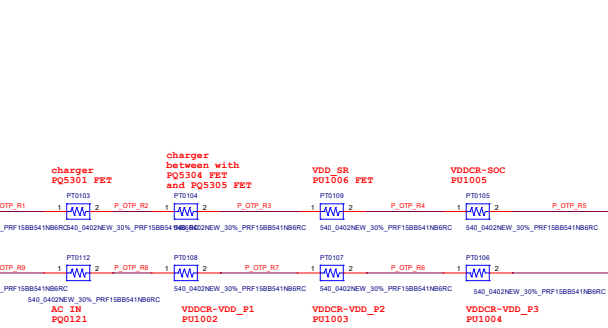 charger
PQ5301 FET
charger
between with
PQ5304 FET
and PQ5305 FET
VDD_SR
PU1006 FET
VDDCR-SOC
PU1005
PT0103
PT0104
PT0109
PT0105
OTP_R1
1
2
P_OTP_R2
1
2
P_OTP_R3
1
2
P_OTP_R4
1
2
P_OTP_R5
_PRF15BB541NB6RC
540_0402NEW_30%_PRF15BB541NB6RC
540_0402NEW_30%_PRF15BB541NB6RC
540_0402NEW_30%_PRF15BB541NB6RC
PT0112
PT0108
PT0107
PT0106
OTP_R9
1
2
P_OTP_R8
1
2
P_OTP_R7
1
2
P_OTP_R6
1
2
_PRF15BB541NB6RC
540_0402NEW_30%_PRF15BB541NB6RC
540_0402NEW_30%_PRF15BB541NB6RC
540_0402NEW_30%_PRF15BB541NB6RC
540_0402NEW_30%_PRF15BB541NB6RC
AC IN
PQ0121
VDDCR-VDD_P1
PU1002
VDDCR-VDD_P2
PU1003
VDDCR-VDD_P3
PU1004